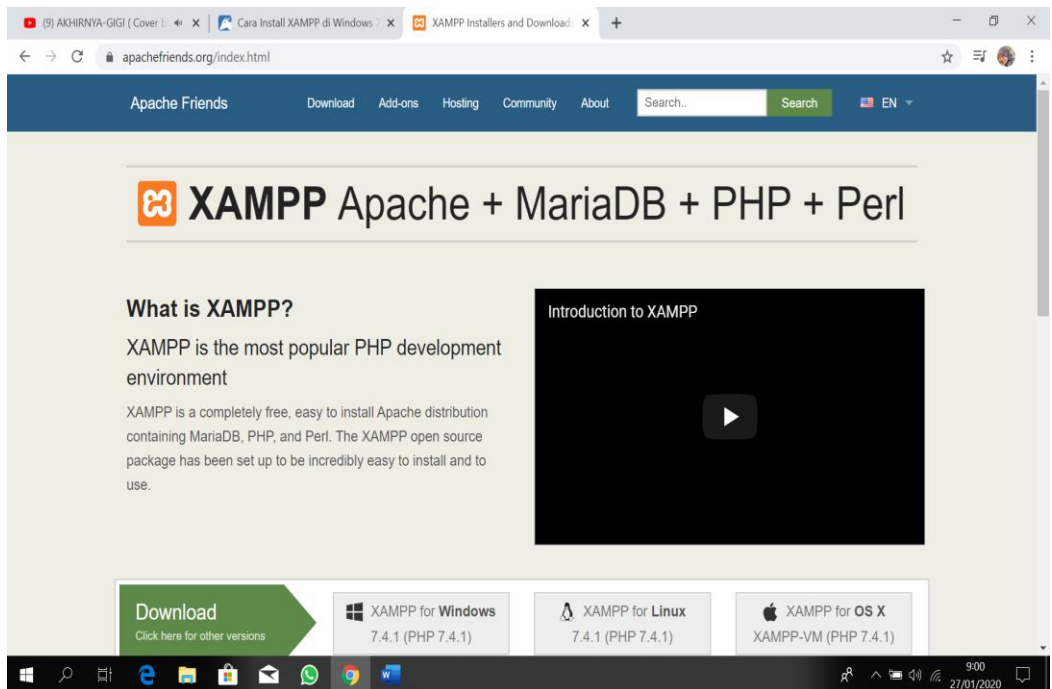 (9) AKHIRNYA-GIGI ( Cover b
Cara Install XAMPP di Windows 7
XAMPP Installers and Downloads
apachefriends.org/index.html
Apache Friends
Download
Add-ons
Hosting
Community
About
Search..
Search
EN
XAMPP Apache + MariaDB + PHP + Perl
What is XAMPP?
XAMPP is the most popular PHP development
environment
XAMPP is a completely free, easy to install Apache distribution
containing MariaDB, PHP, and Perl. The XAMPP open source
package has been set up to be incredibly easy to install and to
use.
Introduction to XAMPP
Download
Click here for other versions
XAMPP for Windows
7.4.1 (PHP 7.4.1)
XAMPP for Linux
7.4.1 (PHP 7.4.1)
XAMPP for OS X
XAMPP-VM (PHP 7.4.1)
9:00
27/01/2020